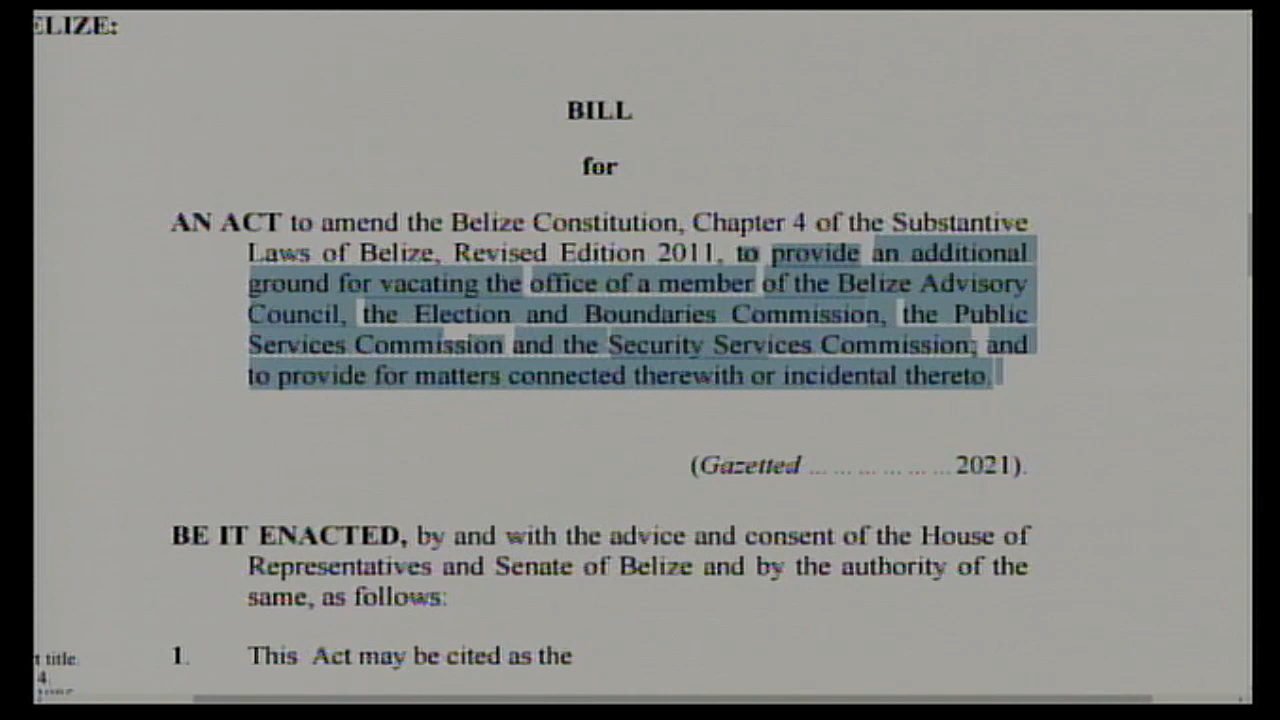 ELIZE:
BILL
for
AN ACT to amend the Belize Constitution, Chapter 4 of the Substantive
Laws of Belize, Revised Edition 2011, to provide an additional
ground for vacating the office of a member of the Belize Advisory
Council, the Election and Boundaries Commission, the Public
Services Commission and the Security Services Commission; and
to provide for matters connected therewith or incidental thereto.
(Gazetted ... ... ... ... ... ... 2021).
BE IT ENACTED, by and with the advice and consent of the House of
Representatives and Senate of Belize and by the authority of the
same, as follows:
t title.
1. This Act may be cited as the
4.